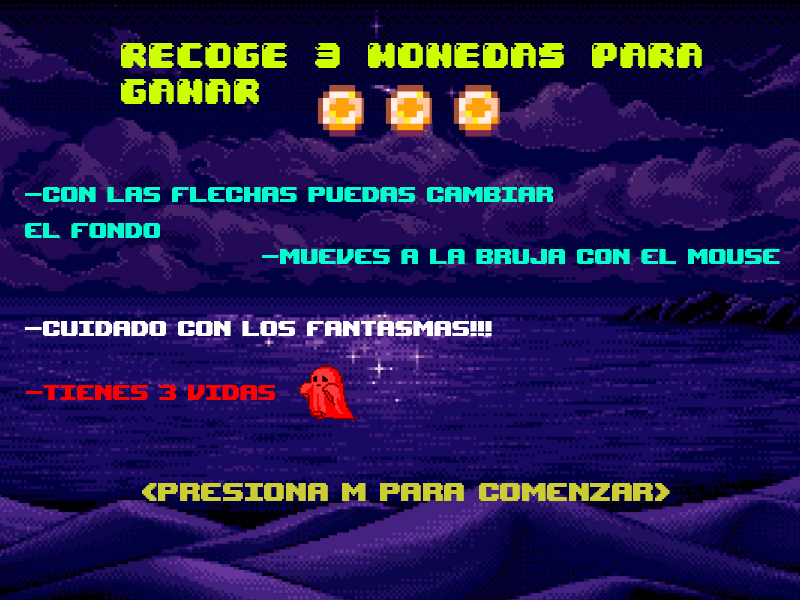 RECOGE 3 MONEDAS PARA
GANAR
-CON LAS FLECHAS PUEDAS CAMBIAR
EL FONDO
-MUEVES A LA BRUJA CON EL MOUSE
-CUIDADO CON LOS FANTASMAS!!!
-TIENES 3 VIDAS
<PRESIONA M PARA COMENZAR>